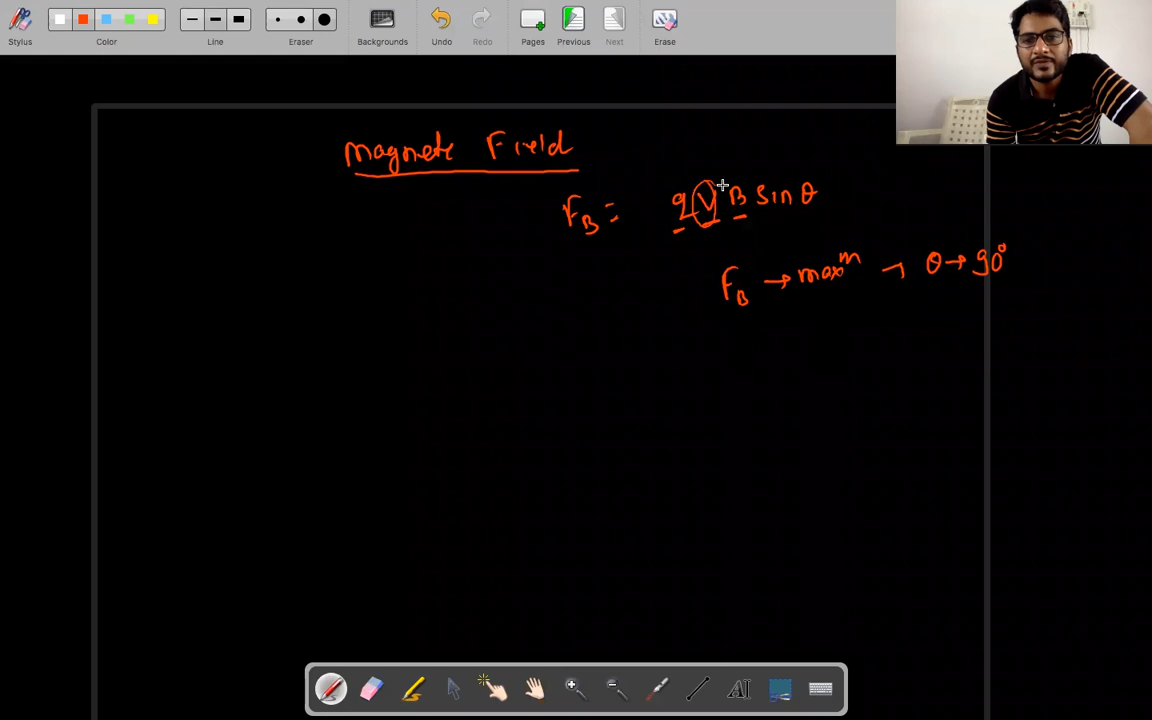 Stylus Color Line Eraser Backgrounds Undo Redo Pages Previous Next Erase
Magnete Field
F_B = qVB sin θ
F_B → max^m → θ → 90°